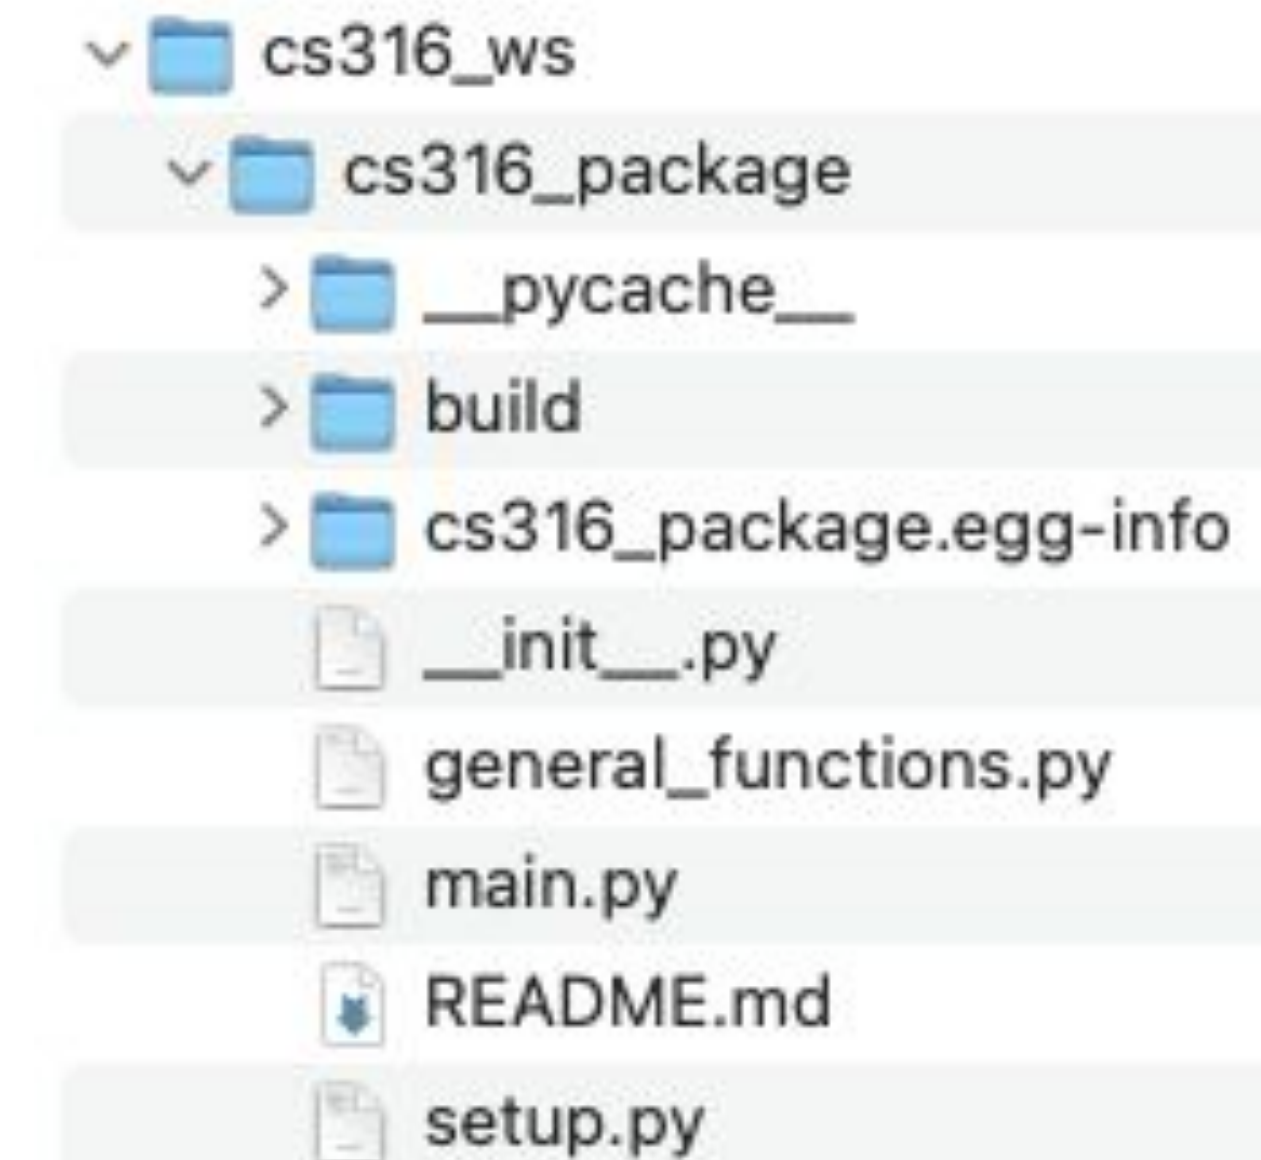 cs316_ws
cs316_package
__pycache__
build
cs316_package.egg-info
__init__.py
general_functions.py
main.py
README.md
setup.py